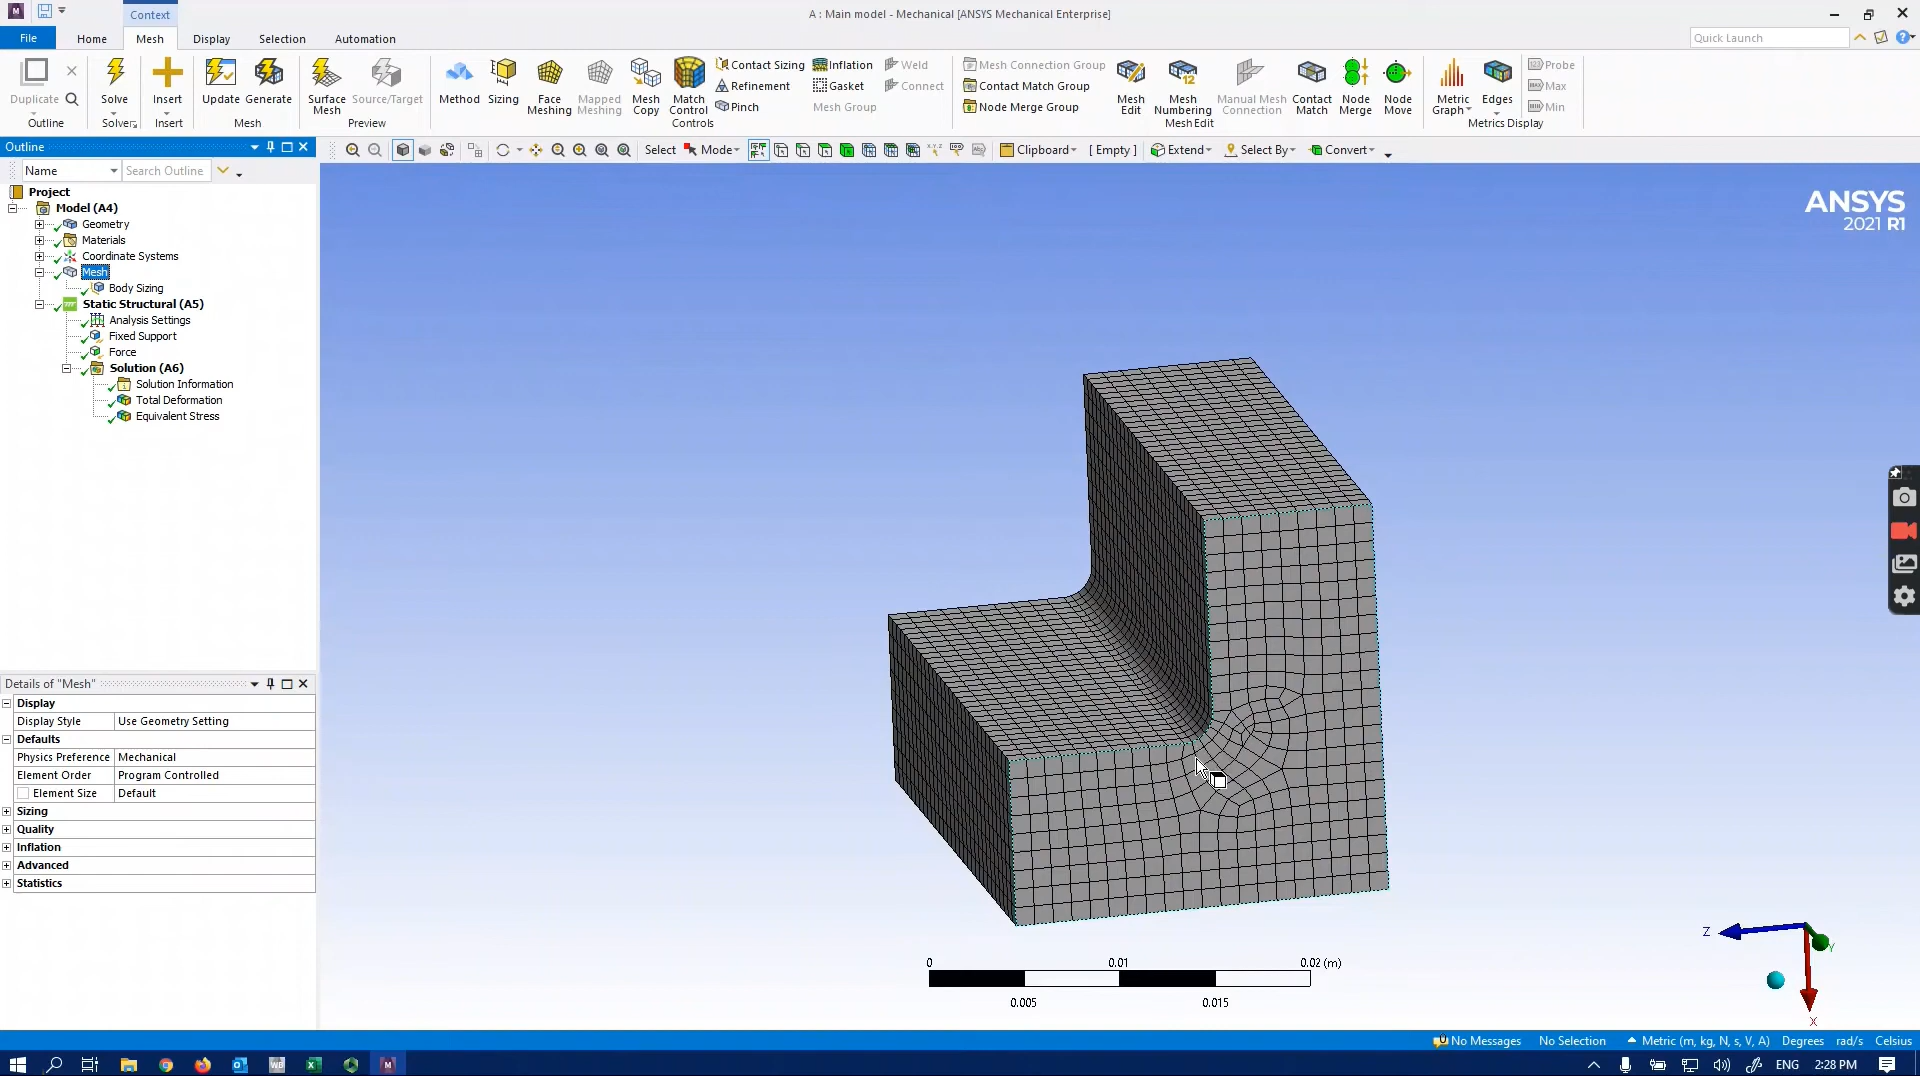 Context
A : Main model - Mechanical [ANSYS Mechanical Enterprise]
File Home Mesh Display Selection Automation
Quick Launch
Duplicate
Outline
Solve
Solver
Insert
Insert
Update Generate
Mesh
Surface Mesh Source/Target
Preview
Method Sizing Face Meshing Mapped Meshing Mesh Copy Match Control
Contact Sizing
Refinement
Pinch
Inflation
Gasket
Mesh Group
Weld
Connect
Controls
Mesh Connection Group
Contact Match Group
Node Merge Group
Mesh Edit Mesh Numbering Manual Mesh Connection Contact Match Node Merge Node Move
Mesh Edit
Metric Graph Edges
Probe
Max
Min
Metrics Display
Outline
Select Mode Clipboard [ Empty ] Extend Select By Convert
Name Search Outline
Project
Model (A4)
Geometry
Materials
Coordinate Systems
Mesh
Body Sizing
Static Structural (A5)
Analysis Settings
Fixed Support
Force
Solution (A6)
Solution Information
Total Deformation
Equivalent Stress
ANSYS
2021 R1
Details of "Mesh"
Display
Display Style Use Geometry Setting
Defaults
Physics Preference Mechanical
Element Order Program Controlled
Element Size Default
Sizing
Quality
Inflation
Advanced
Statistics
0 0.01 0.02 (m)
0.005 0.015
Z
Y
X
No Messages No Selection Metric (m, kg, N, s, V, A) Degrees rad/s Celsius
ENG 2:28 PM